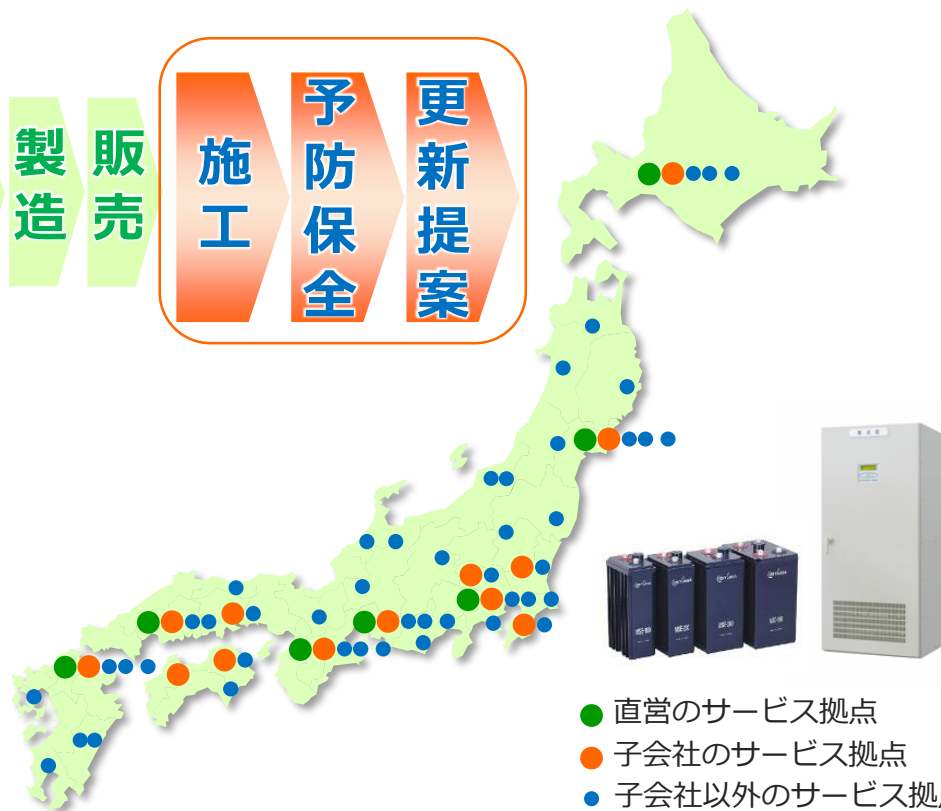 製造
販売
施工
予防保全
更新提案
直営のサービス拠点
子会社のサービス拠点
子会社以外のサービス拠